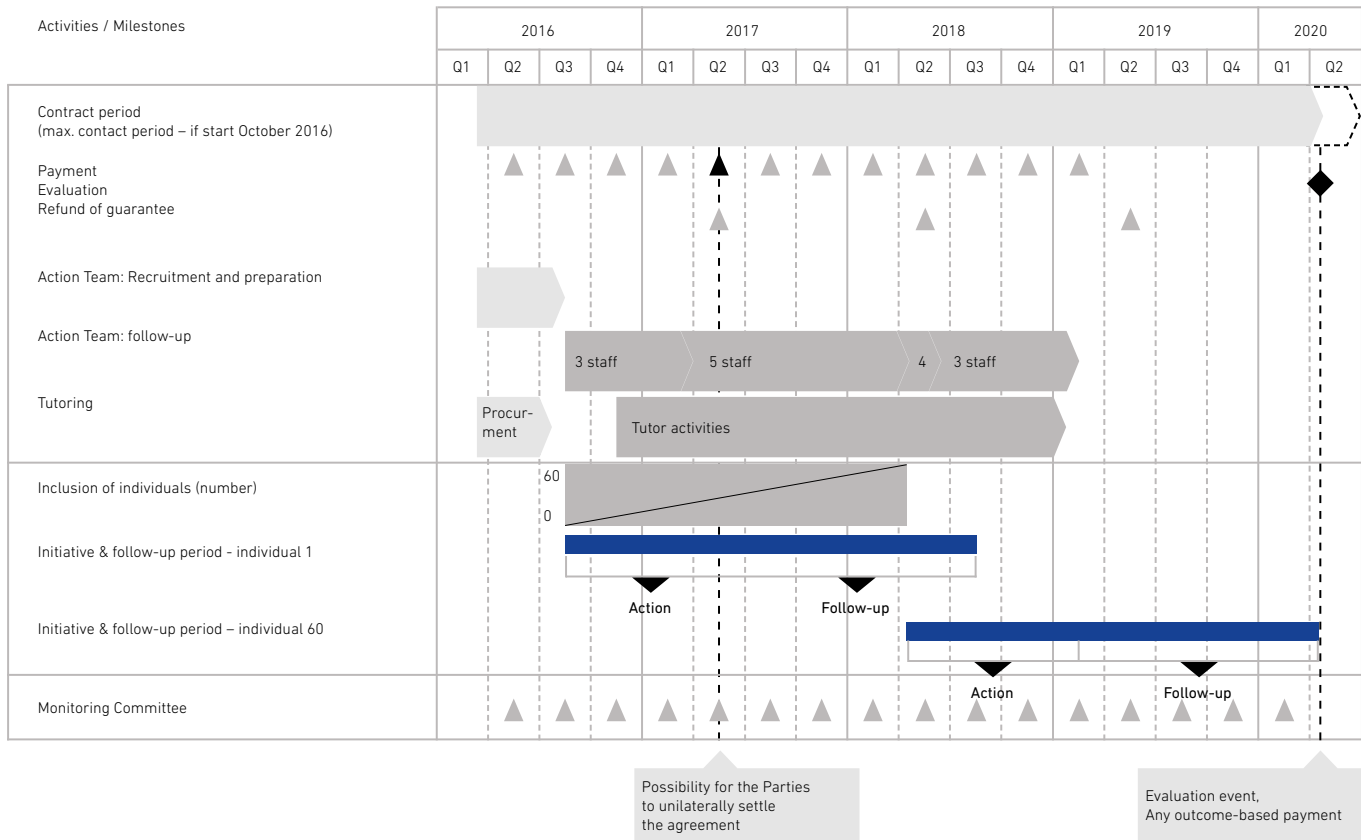 Activities / Milestones
2016 2017 2018 2019 2020
Q1 Q2 Q3 Q4 Q1 Q2 Q3 Q4 Q1 Q2 Q3 Q4 Q1 Q2 Q3 Q4 Q1 Q2
Contract period
(max. contact period – if start October 2016)
Payment
Evaluation
Refund of guarantee
Action Team: Recruitment and preparation
Action Team: follow-up
3 staff 5 staff 4 3 staff
Tutoring
Procur-
ment
Tutor activities
Inclusion of individuals (number)
60
0
Initiative & follow-up period - individual 1
Action Follow-up
Initiative & follow-up period – individual 60
Action Follow-up
Monitoring Committee
Possibility for the Parties
to unilaterally settle
the agreement
Evaluation event,
Any outcome-based payment